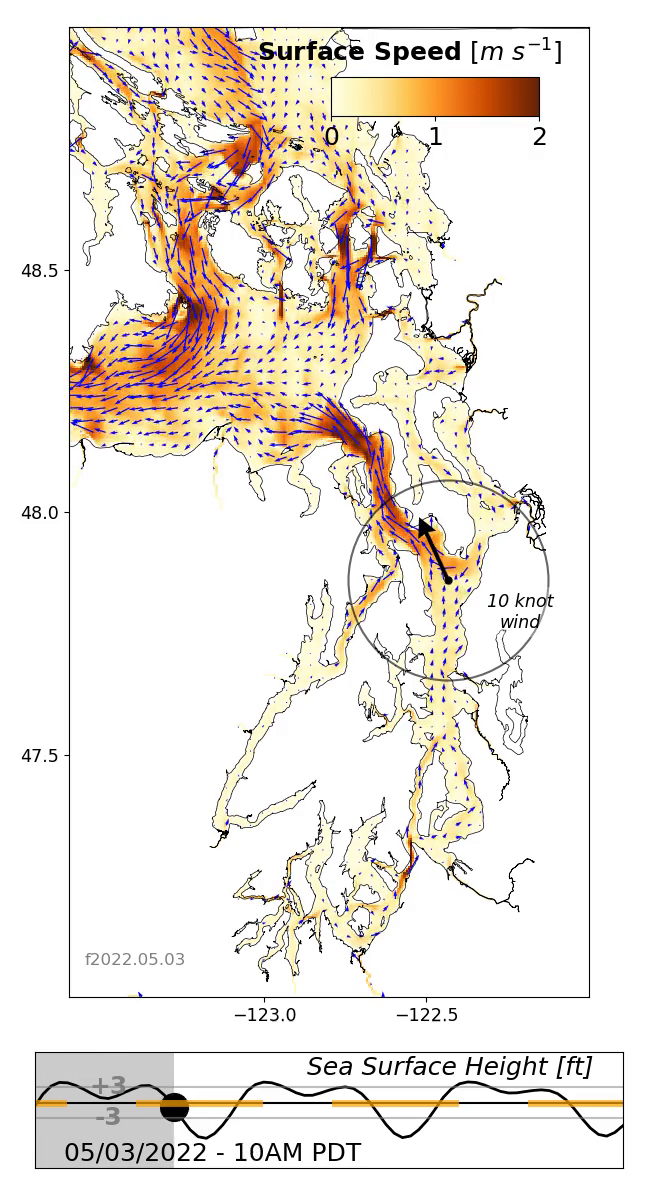 Surface Speed [m s⁻¹]
0 1 2
48.5
48.0
10 knot
wind
47.5
f2022.05.03
−123.0 −122.5
Sea Surface Height [ft]
+3
-3
05/03/2022 - 10AM PDT